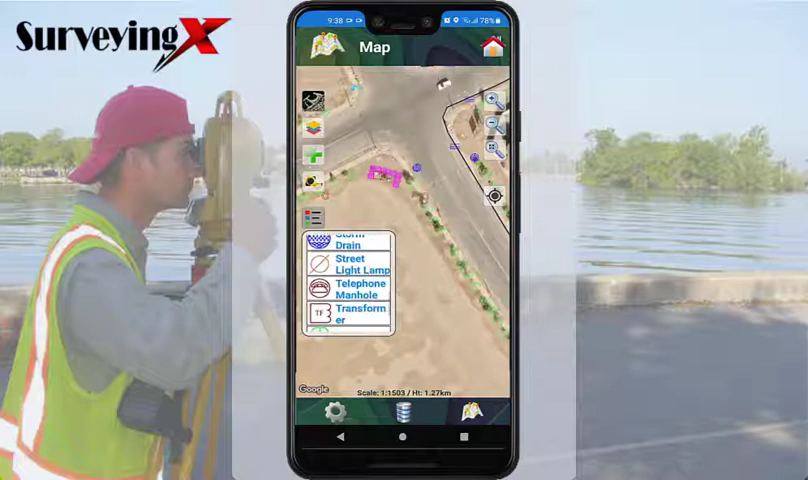 SurveyingX
9:38
78%
Map
Storm
Drain
Street
Light Lamp
Telephone
Manhole
TF
Transform
er
Google
Scale: 1:1503 / Ht: 1.27km